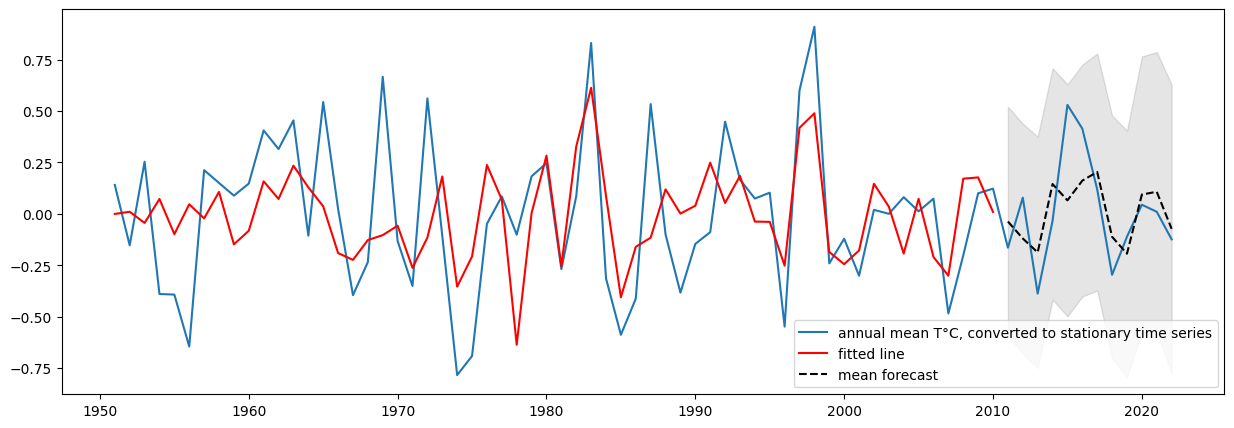 0.75
0.50
0.25
0.00
−0.25
−0.50
−0.75
1950 1960 1970 1980 1990 2000 2010 2020
annual mean T°C, converted to stationary time series
fitted line
mean forecast